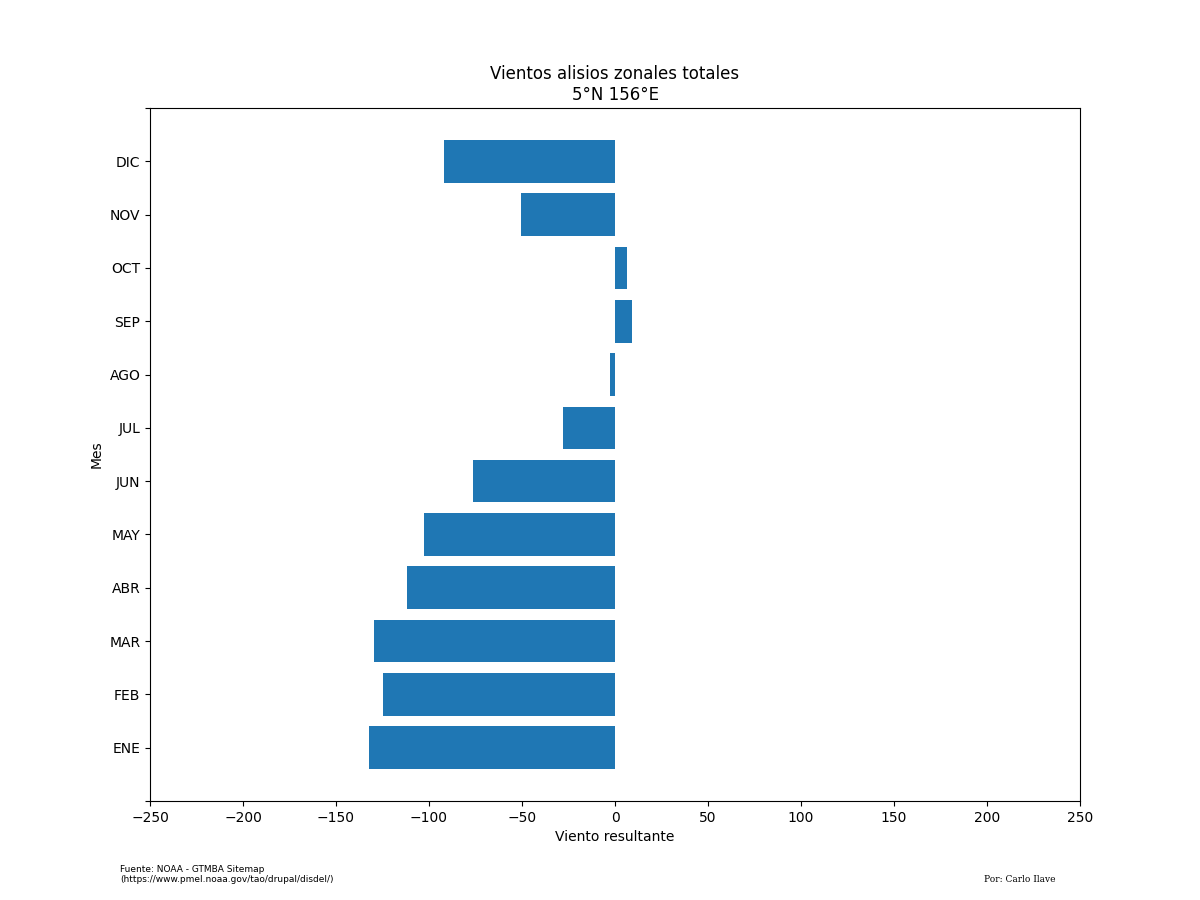 Vientos alisios zonales totales
5°N 156°E
DIC
NOV
OCT
SEP
AGO
JUL
JUN
MAY
ABR
MAR
FEB
ENE
Mes
−250 −200 −150 −100 −50 0 50 100 150 200 250
Viento resultante
Fuente: NOAA - GTMBA Sitemap
(https://www.pmel.noaa.gov/tao/drupal/disdel/)
Por: Carlo Ilave